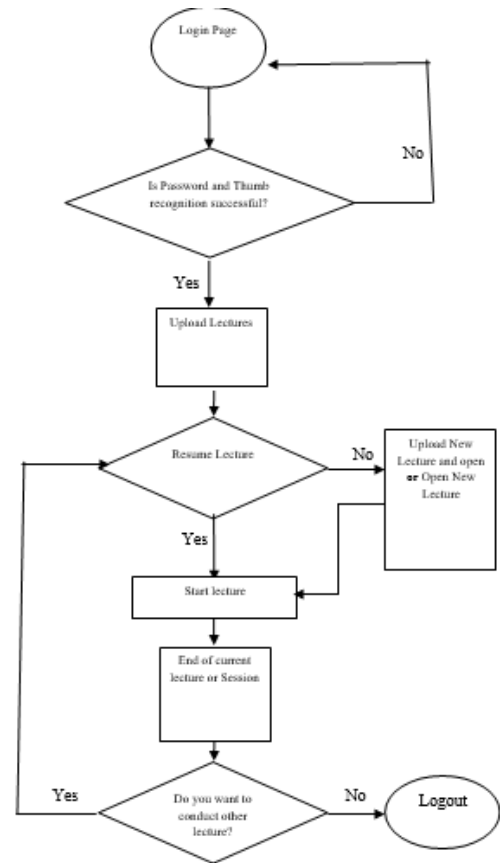 Login Page
No
Is Password and Thumb
recognition successful?
Yes
Upload Lectures
Resume Lecture
No
Upload New
Lecture and open
or Open New
Lecture
Yes
Start lecture
End of current
lecture or Session
Yes
Do you want to
conduct other
lecture?
No
Logout